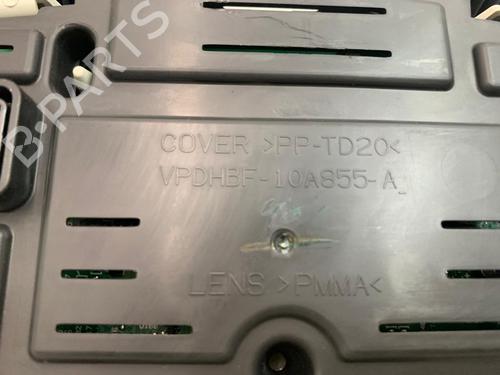 B-PARTS
COVER >PP-TD20<
VPDHBF-10A855-A
LENS >PMMA<